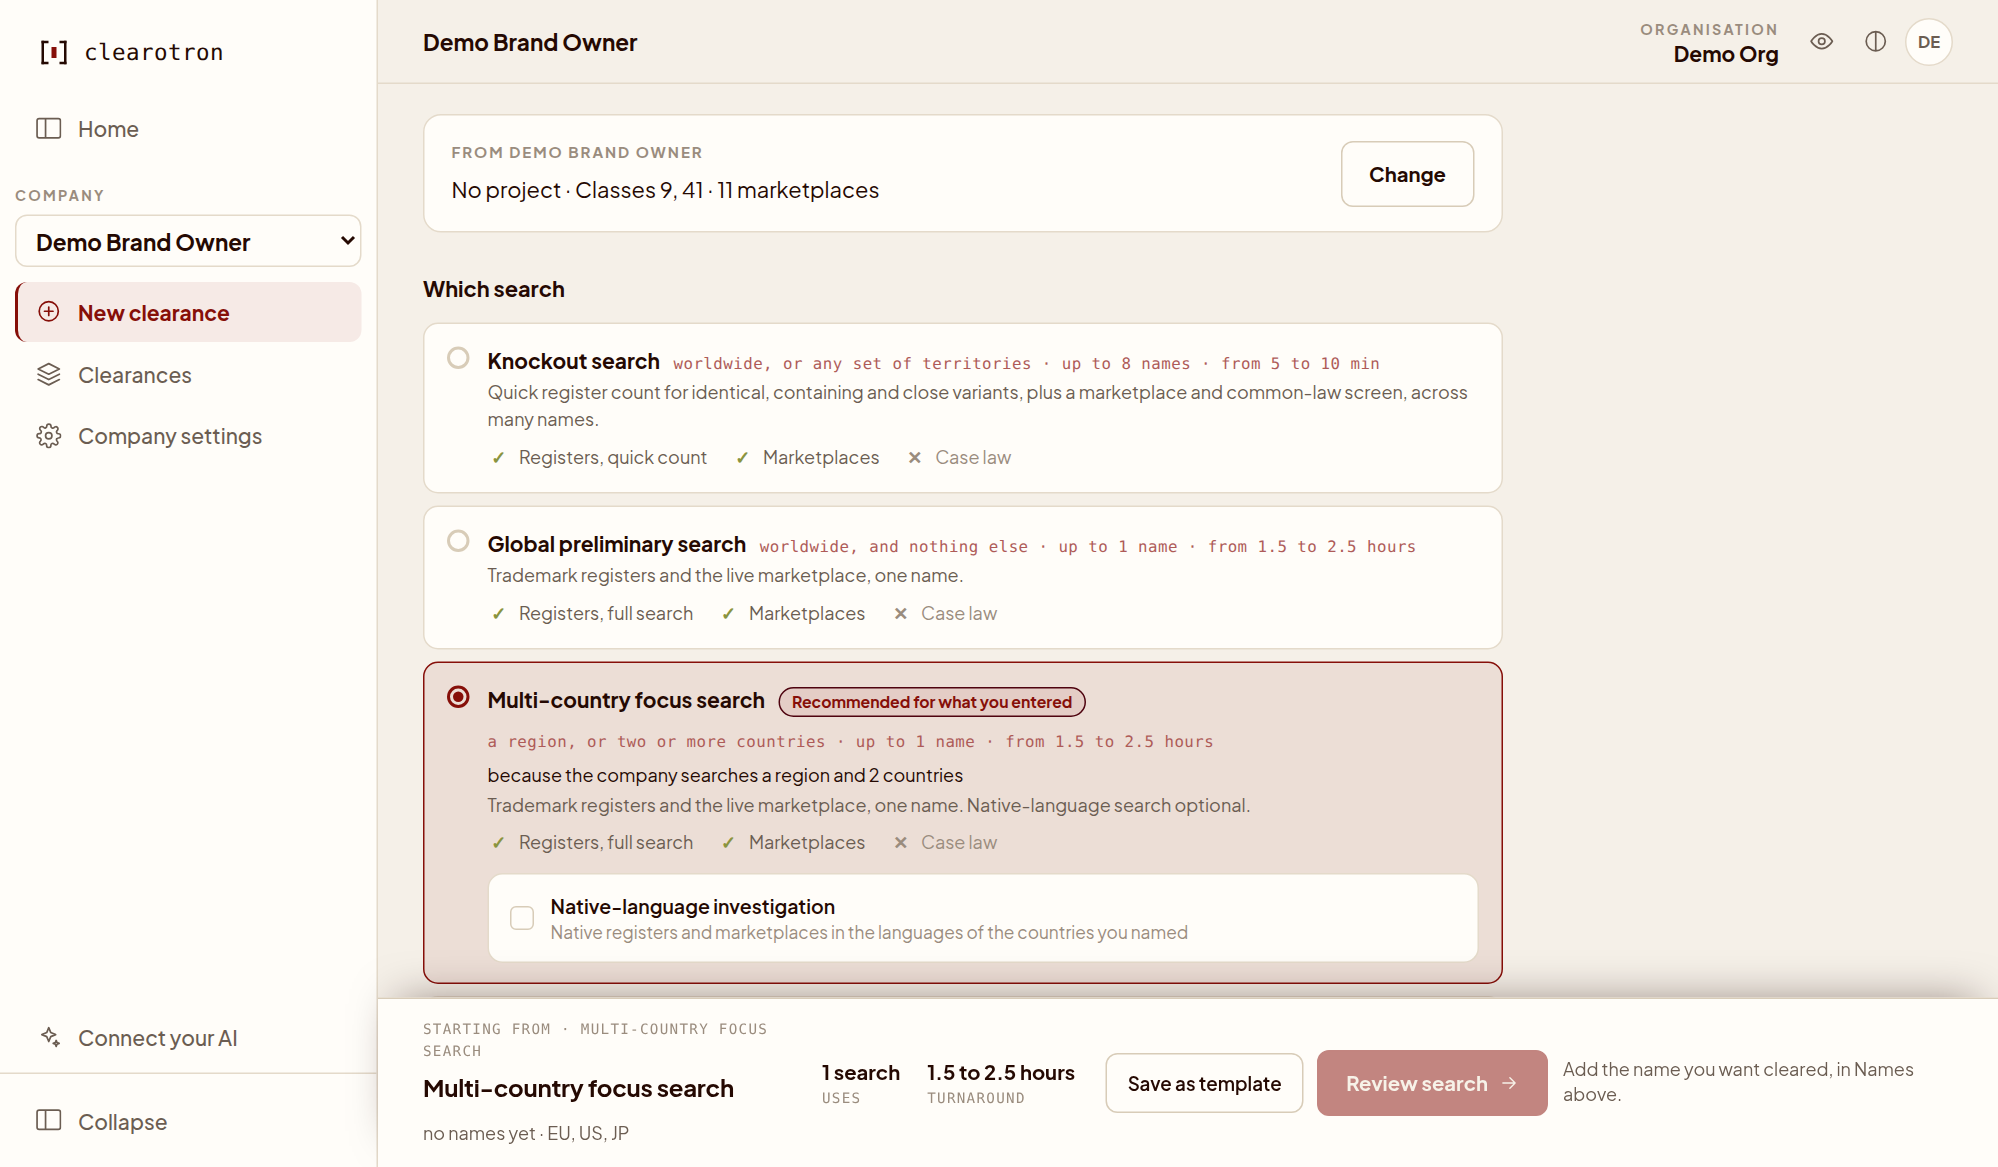 clearotron
Home
COMPANY
Demo Brand Owner
New clearance
Clearances
Company settings
Connect your AI
Collapse
Demo Brand Owner
ORGANISATION
Demo Org
DE
FROM DEMO BRAND OWNER
No project · Classes 9, 41 · 11 marketplaces
Change
Which search
Knockout search worldwide, or any set of territories · up to 8 names · from 5 to 10 min
Quick register count for identical, containing and close variants, plus a marketplace and common-law screen, across
many names.
✓ Registers, quick count ✓ Marketplaces ✕ Case law
Global preliminary search worldwide, and nothing else · up to 1 name · from 1.5 to 2.5 hours
Trademark registers and the live marketplace, one name.
✓ Registers, full search ✓ Marketplaces ✕ Case law
Multi-country focus search Recommended for what you entered
a region, or two or more countries · up to 1 name · from 1.5 to 2.5 hours
because the company searches a region and 2 countries
Trademark registers and the live marketplace, one name. Native-language search optional.
✓ Registers, full search ✓ Marketplaces ✕ Case law
Native-language investigation
Native registers and marketplaces in the languages of the countries you named
STARTING FROM · MULTI-COUNTRY FOCUS
SEARCH
Multi-country focus search
no names yet · EU, US, JP
1 search
USES
1.5 to 2.5 hours
TURNAROUND
Save as template
Review search →
Add the name you want cleared, in Names
above.